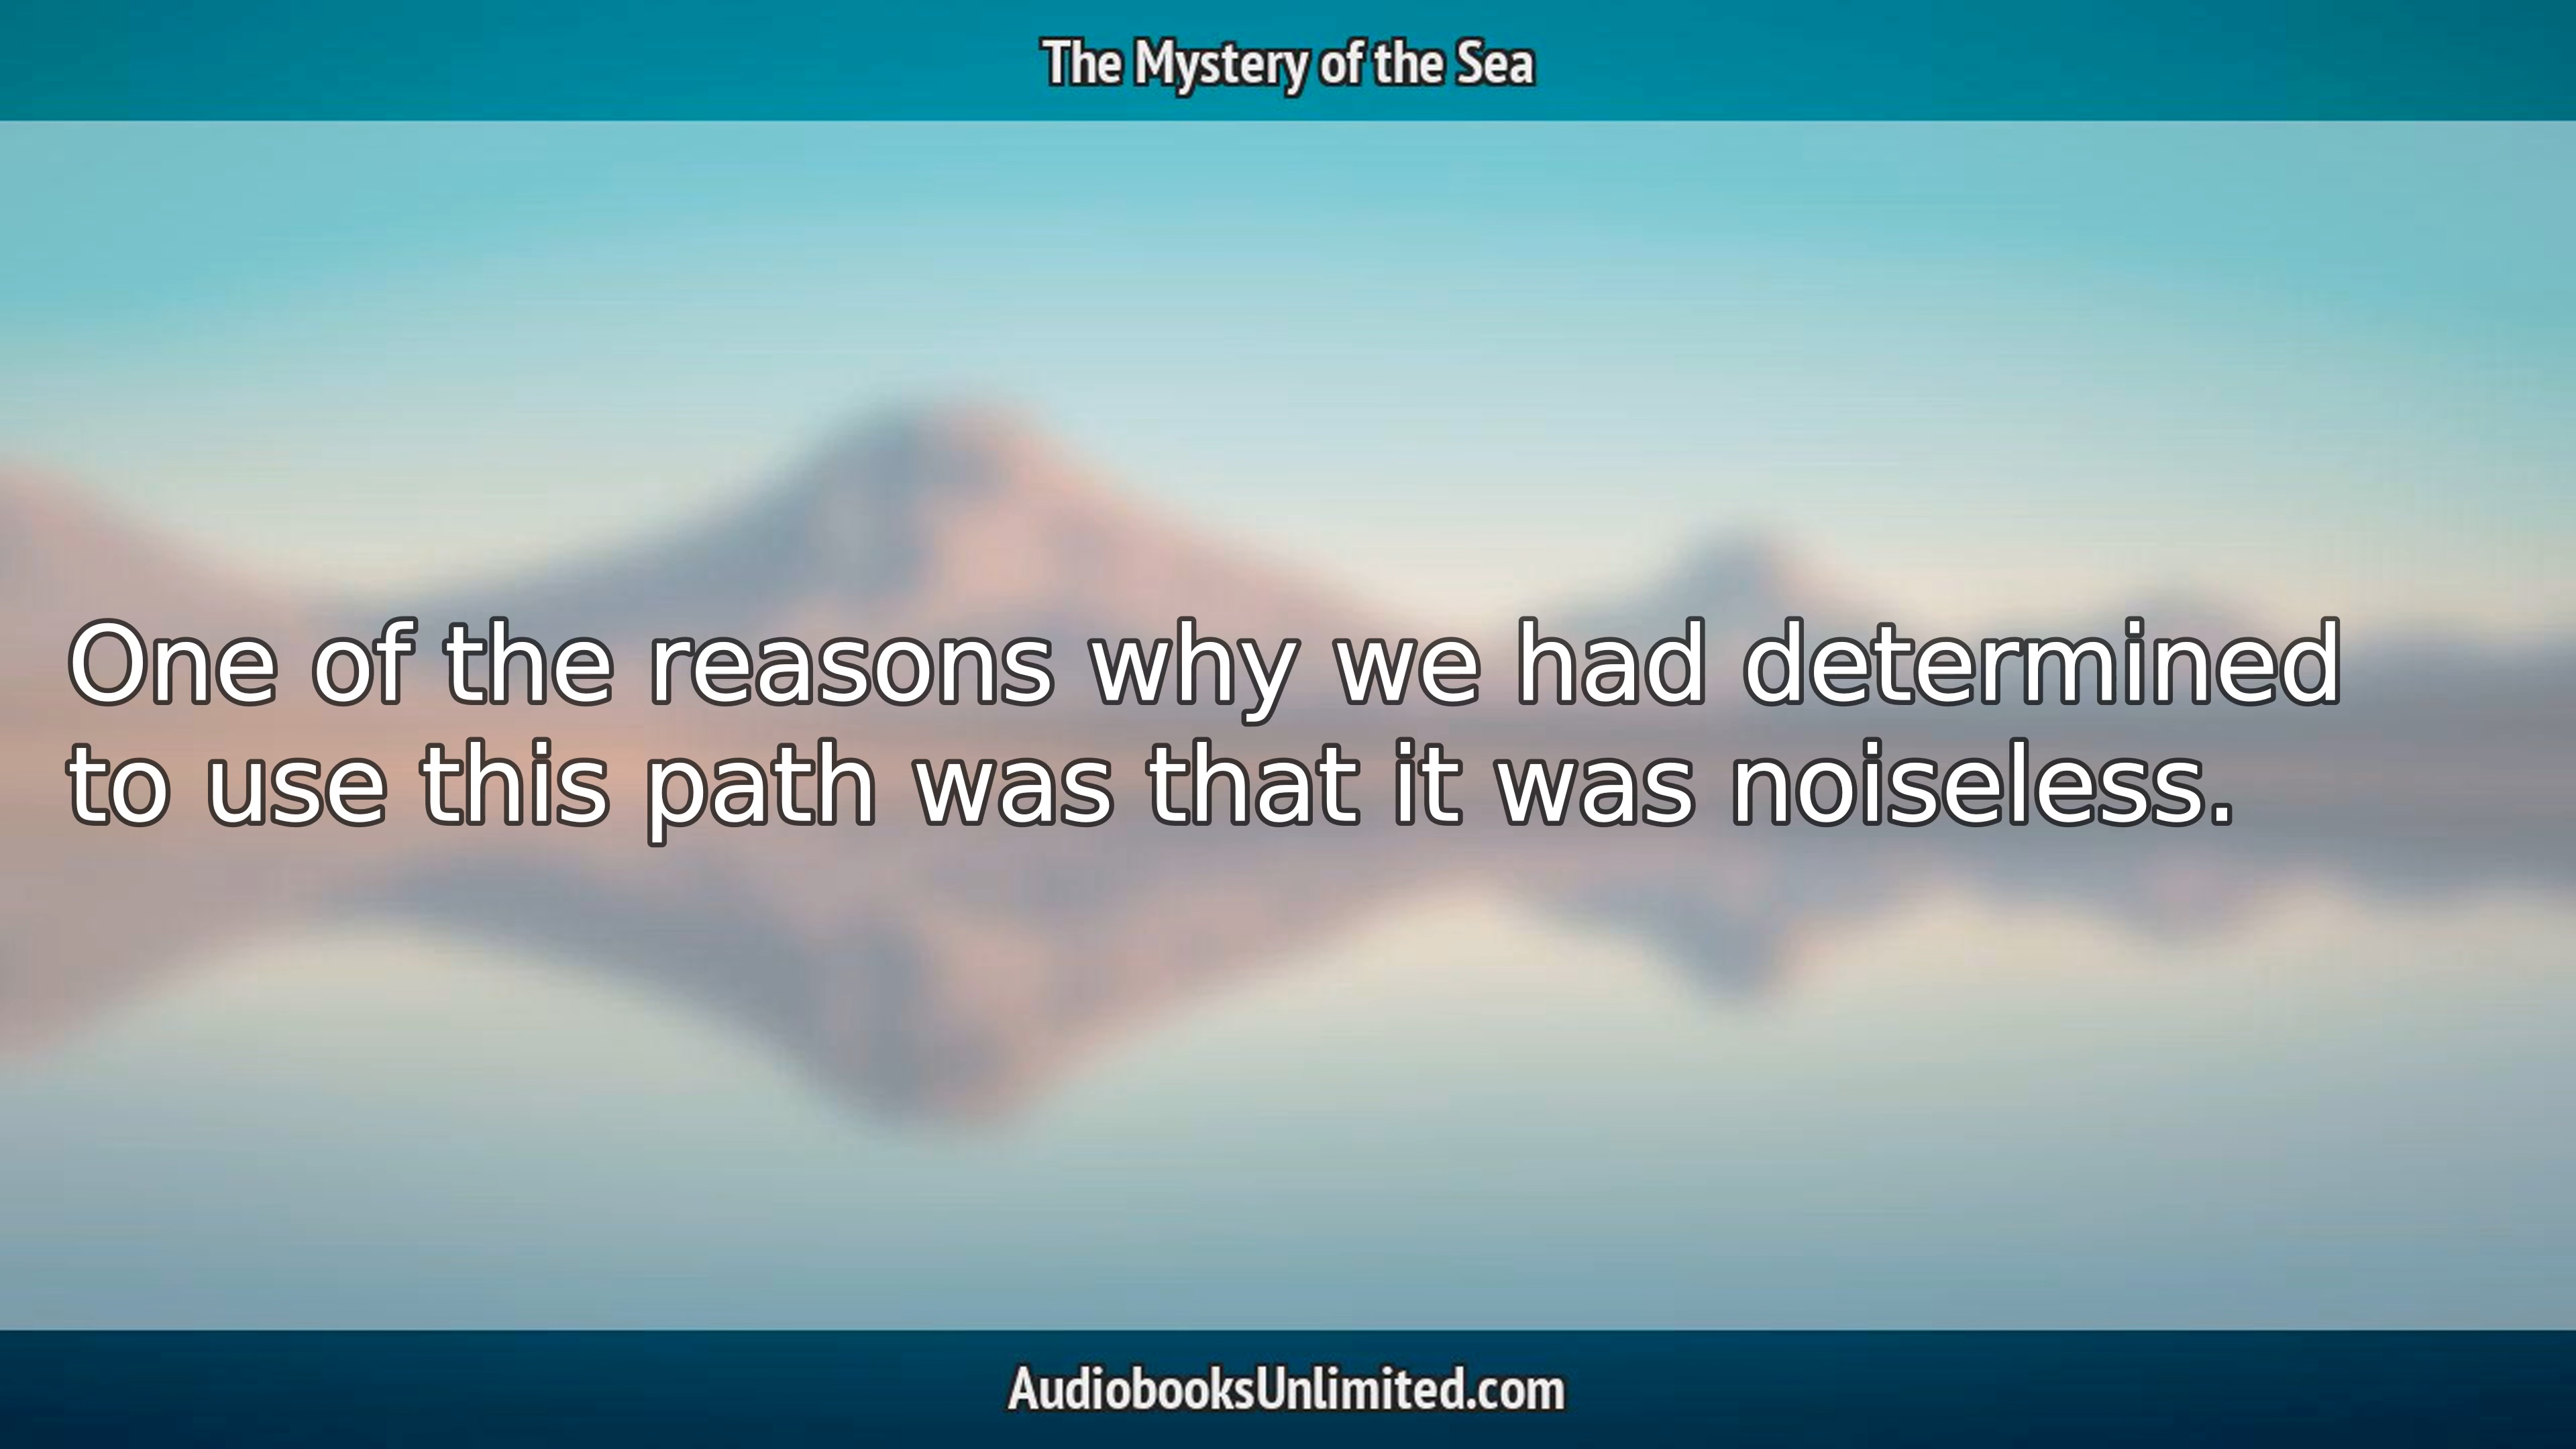 The Mystery of the Sea
One of the reasons why we had determined
to use this path was that it was noiseless.
AudiobooksUnlimited.com